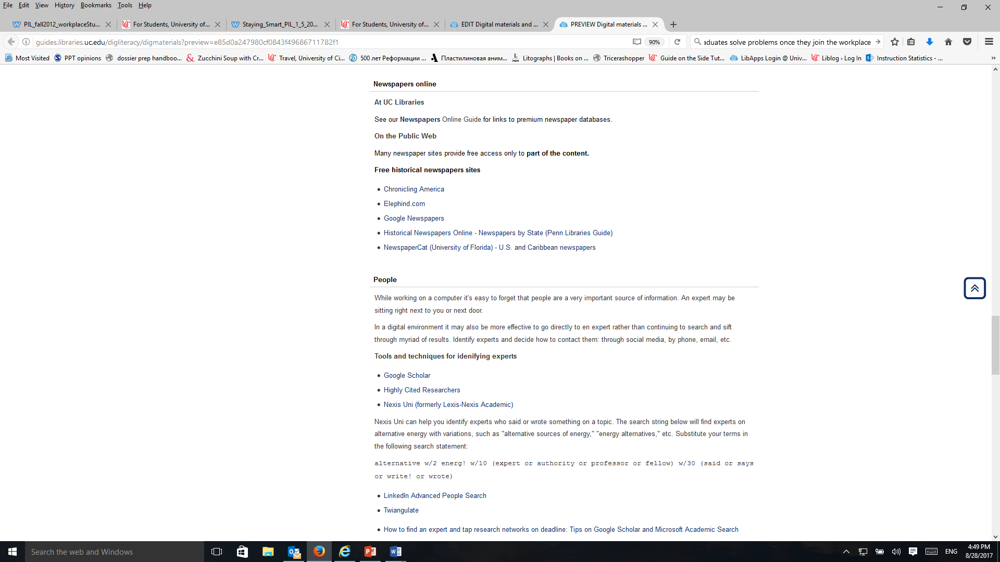 File Edit View History Bookmarks Tools Help
PIL_fall2012_workplaceStu... For Students, University of... Staying_Smart_PIL_1_5_20... For Students, University of... EDIT Digital materials and ... PREVIEW Digital materials ...
guides.libraries.uc.edu/digliteracy/digmaterials?preview=e85d0a247980cf0843f49686711782f1 90% aduates solve problems once they join the workplace
Most Visited PPT opinions dossier prep handboo... Zucchini Soup with Cr... Travel, University of Ci... 500 лет Реформации ... Пластилиновая аним... Litographs | Books on ... Tricerashopper Guide on the Side Tut... LibApps Login @ Univ... Liblog › Log In Instruction Statistics - ...
Newspapers online
At UC Libraries
See our Newspapers Online Guide for links to premium newspaper databases.
On the Public Web
Many newspaper sites provide free access only to part of the content.
Free historical newspapers sites
Chronicling America
Elephind.com
Google Newspapers
Historical Newspapers Online - Newspapers by State (Penn Libraries Guide)
NewspaperCat (University of Florida) - U.S. and Caribbean newspapers
People
While working on a computer it's easy to forget that people are a very important source of information. An expert may be
sitting right next to you or next door.
In a digital environment it may also be more effective to go directly to en expert rather than continuing to search and sift
through myriad of results. Identify experts and decide how to contact them: through social media, by phone, email, etc.
Tools and techniques for idenifying experts
Google Scholar
Highly Cited Researchers
Nexis Uni (formerly Lexis-Nexis Academic)
Nexis Uni can help you identify experts who said or wrote something on a topic. The search string below will find experts on
alternative energy with variations, such as "alternative sources of energy," "energy alternatives," etc. Substitute your terms in
the following search statement:
alternative w/2 energ! w/10 (expert or authority or professor or fellow) w/30 (said or says
or write! or wrote)
LinkedIn Advanced People Search
Twiangulate
How to find an expert and tap research networks on deadline: Tips on Google Scholar and Microsoft Academic Search
Search the web and Windows ENG 4:49 PM
8/28/2017